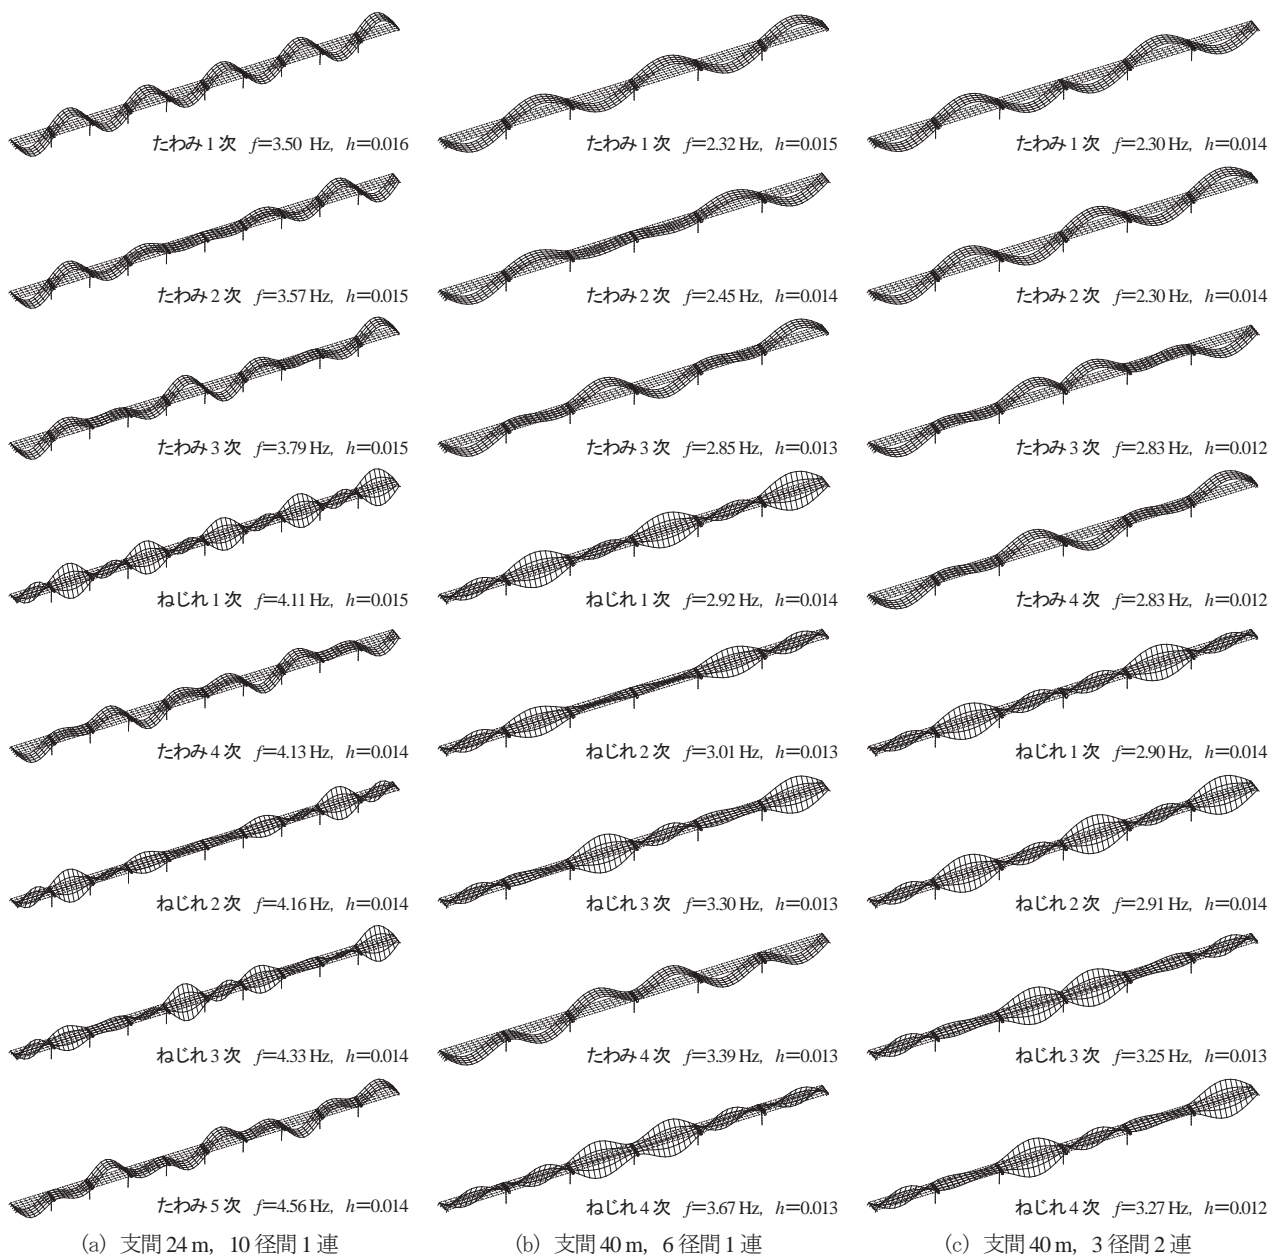 たわみ 1 次 f=3.50 Hz, h=0.016
たわみ 1 次 f=2.32 Hz, h=0.015
たわみ 1 次 f=2.30 Hz, h=0.014
たわみ 2 次 f=3.57 Hz, h=0.015
たわみ 2 次 f=2.45 Hz, h=0.014
たわみ 2 次 f=2.30 Hz, h=0.014
たわみ 3 次 f=3.79 Hz, h=0.015
たわみ 3 次 f=2.85 Hz, h=0.013
たわみ 3 次 f=2.83 Hz, h=0.012
ねじれ 1 次 f=4.11 Hz, h=0.015
ねじれ 1 次 f=2.92 Hz, h=0.014
たわみ 4 次 f=2.83 Hz, h=0.012
たわみ 4 次 f=4.13 Hz, h=0.014
ねじれ 2 次 f=3.01 Hz, h=0.013
ねじれ 1 次 f=2.90 Hz, h=0.014
ねじれ 2 次 f=4.16 Hz, h=0.014
ねじれ 3 次 f=3.30 Hz, h=0.013
ねじれ 2 次 f=2.91 Hz, h=0.014
ねじれ 3 次 f=4.33 Hz, h=0.014
たわみ 4 次 f=3.39 Hz, h=0.013
ねじれ 3 次 f=3.25 Hz, h=0.013
たわみ 5 次 f=4.56 Hz, h=0.014
ねじれ 4 次 f=3.67 Hz, h=0.013
ねじれ 4 次 f=3.27 Hz, h=0.012
(a) 支間 24 m, 10 径間 1 連
(b) 支間 40 m, 6 径間 1 連
(c) 支間 40 m, 3 径間 2 連